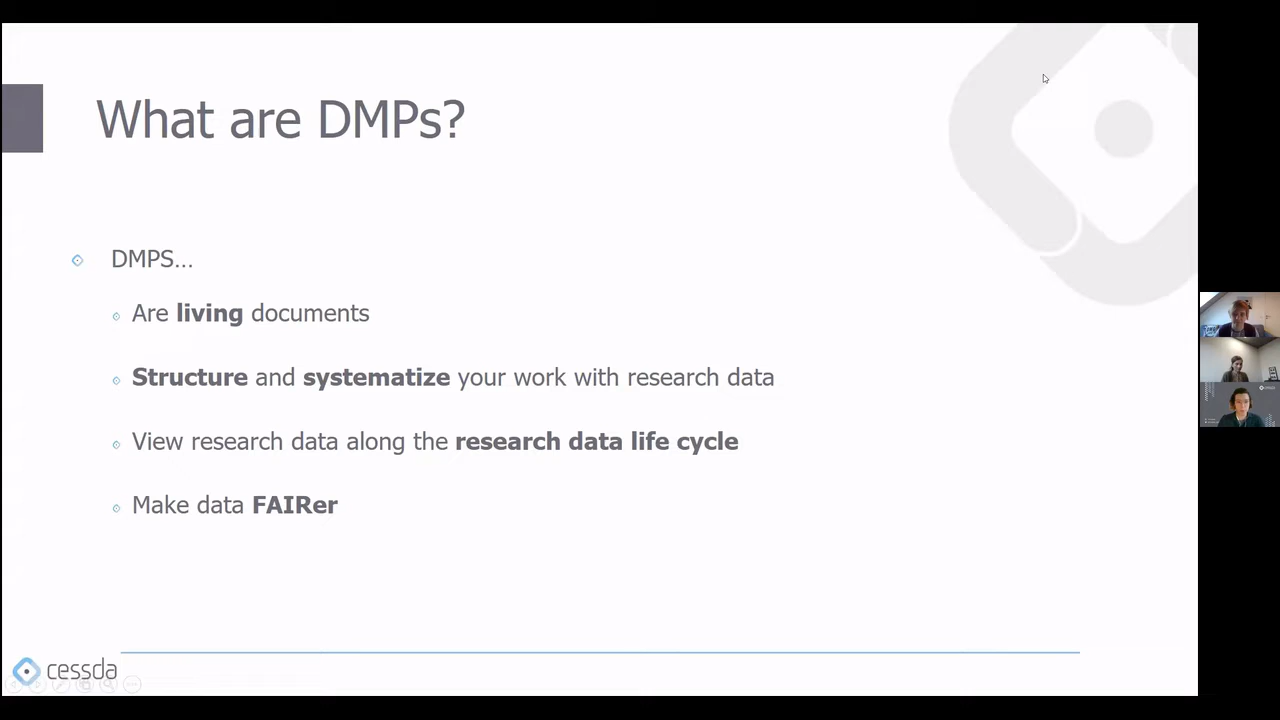 What are DMPs?
DMPS...
Are living documents
Structure and systematize your work with research data
View research data along the research data life cycle
Make data FAIRer
cessda